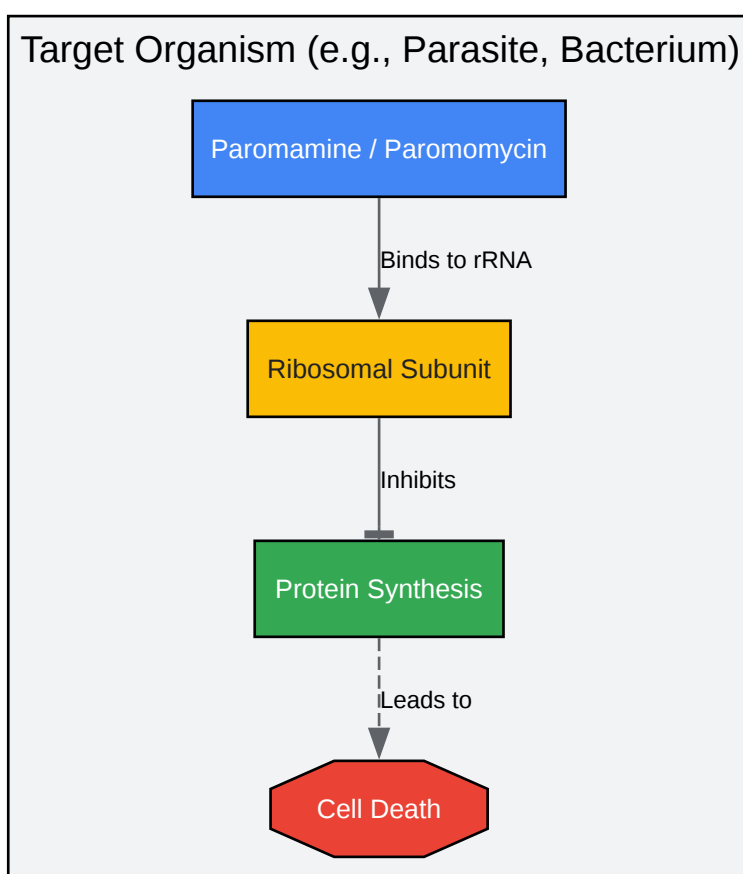 Target Organism (e.g., Parasite, Bacterium)
Paromamine / Paromomycin
Binds to rRNA
Ribosomal Subunit
Inhibits
Protein Synthesis
Leads to
Cell Death